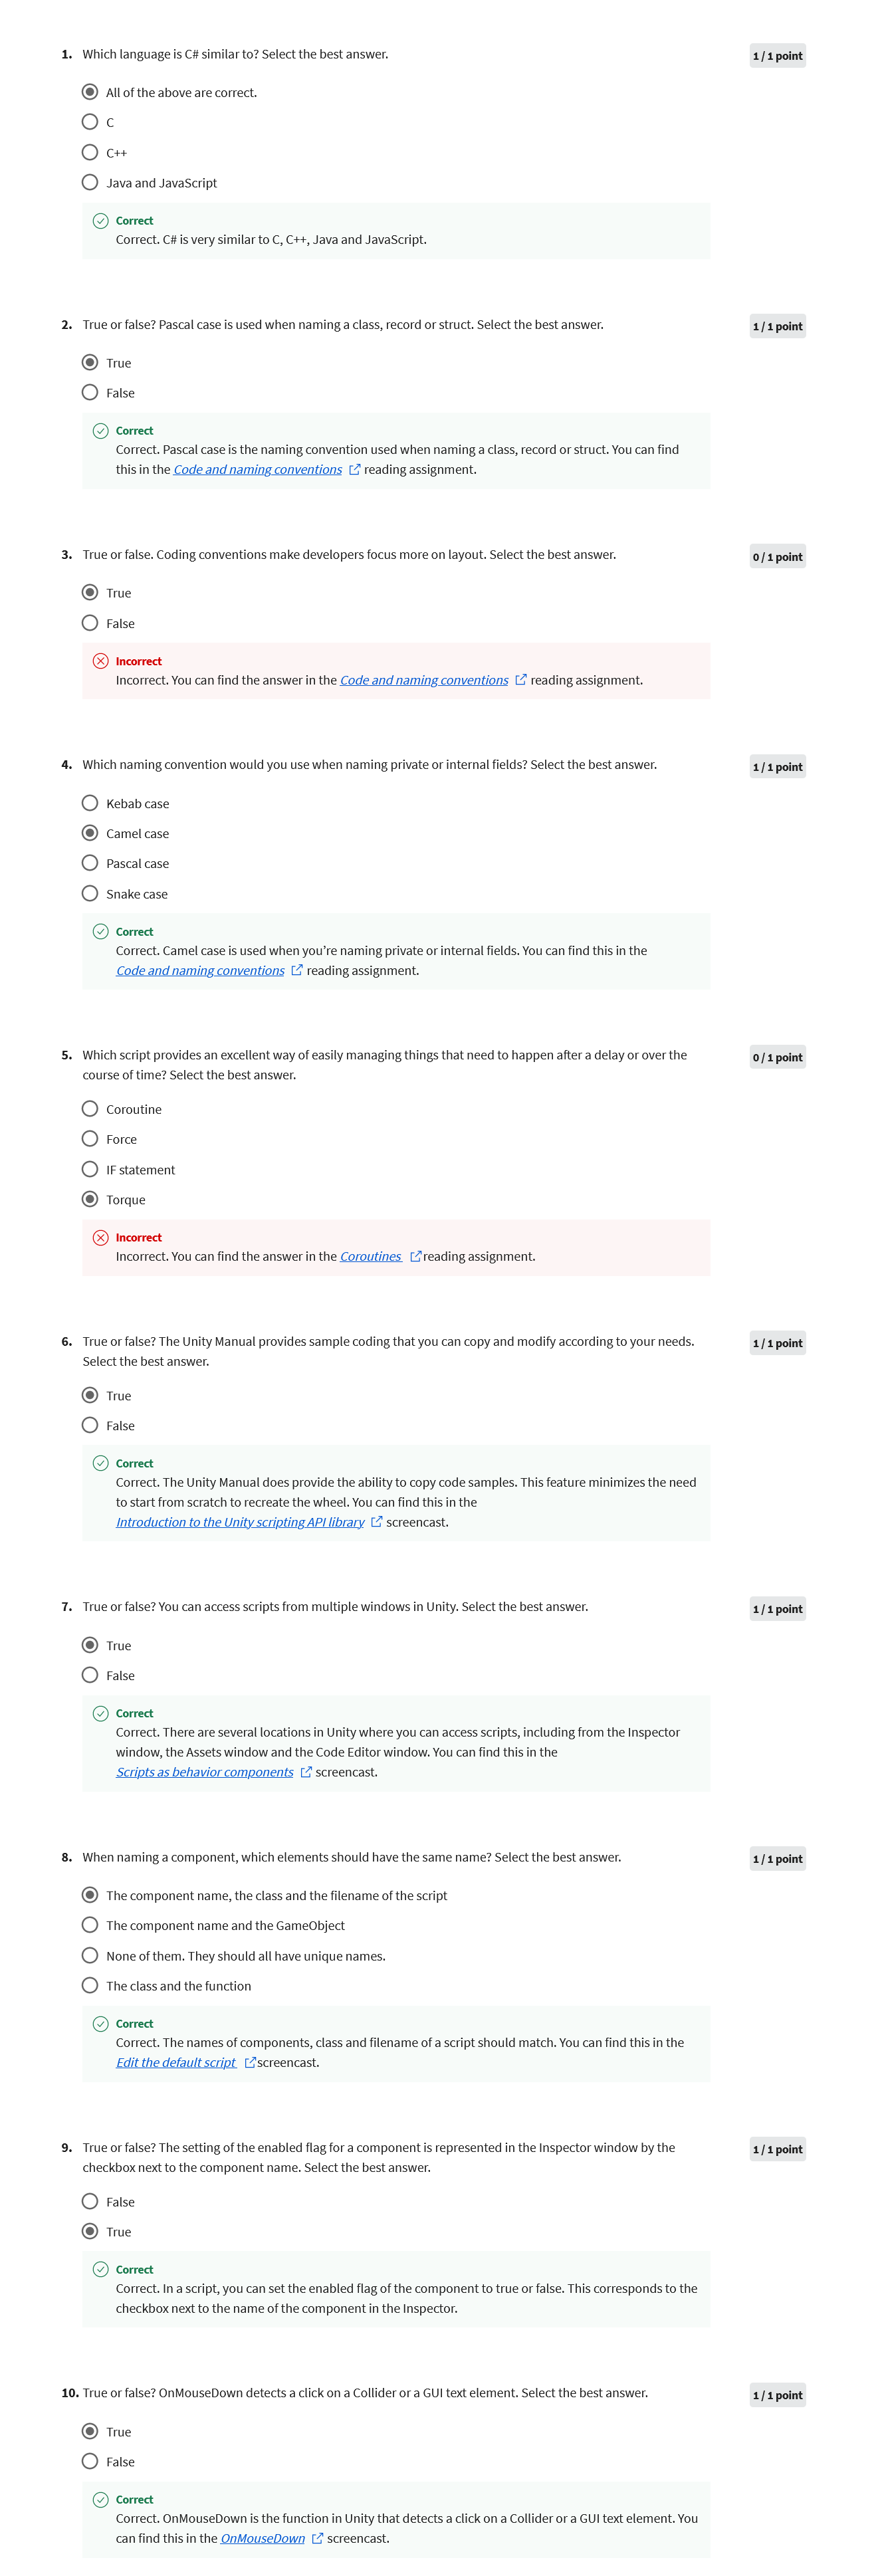 1. Which language is C# similar to? Select the best answer.
1 / 1 point
All of the above are correct.
C
C++
Java and JavaScript
Correct
Correct. C# is very similar to C, C++, Java and JavaScript.
2. True or false? Pascal case is used when naming a class, record or struct. Select the best answer.
1 / 1 point
True
False
Correct
Correct. Pascal case is the naming convention used when naming a class, record or struct. You can find
this in the Code and naming conventions reading assignment.
3. True or false. Coding conventions make developers focus more on layout. Select the best answer.
0 / 1 point
True
False
Incorrect
Incorrect. You can find the answer in the Code and naming conventions reading assignment.
4. Which naming convention would you use when naming private or internal fields? Select the best answer.
1 / 1 point
Kebab case
Camel case
Pascal case
Snake case
Correct
Correct. Camel case is used when you’re naming private or internal fields. You can find this in the
Code and naming conventions reading assignment.
5. Which script provides an excellent way of easily managing things that need to happen after a delay or over the
course of time? Select the best answer.
0 / 1 point
Coroutine
Force
IF statement
Torque
Incorrect
Incorrect. You can find the answer in the Coroutines reading assignment.
6. True or false? The Unity Manual provides sample coding that you can copy and modify according to your needs.
Select the best answer.
1 / 1 point
True
False
Correct
Correct. The Unity Manual does provide the ability to copy code samples. This feature minimizes the need
to start from scratch to recreate the wheel. You can find this in the
Introduction to the Unity scripting API library screencast.
7. True or false? You can access scripts from multiple windows in Unity. Select the best answer.
1 / 1 point
True
False
Correct
Correct. There are several locations in Unity where you can access scripts, including from the Inspector
window, the Assets window and the Code Editor window. You can find this in the
Scripts as behavior components screencast.
8. When naming a component, which elements should have the same name? Select the best answer.
1 / 1 point
The component name, the class and the filename of the script
The component name and the GameObject
None of them. They should all have unique names.
The class and the function
Correct
Correct. The names of components, class and filename of a script should match. You can find this in the
Edit the default script screencast.
9. True or false? The setting of the enabled flag for a component is represented in the Inspector window by the
checkbox next to the component name. Select the best answer.
1 / 1 point
False
True
Correct
Correct. In a script, you can set the enabled flag of the component to true or false. This corresponds to the
checkbox next to the name of the component in the Inspector.
10. True or false? OnMouseDown detects a click on a Collider or a GUI text element. Select the best answer.
1 / 1 point
True
False
Correct
Correct. OnMouseDown is the function in Unity that detects a click on a Collider or a GUI text element. You
can find this in the OnMouseDown screencast.